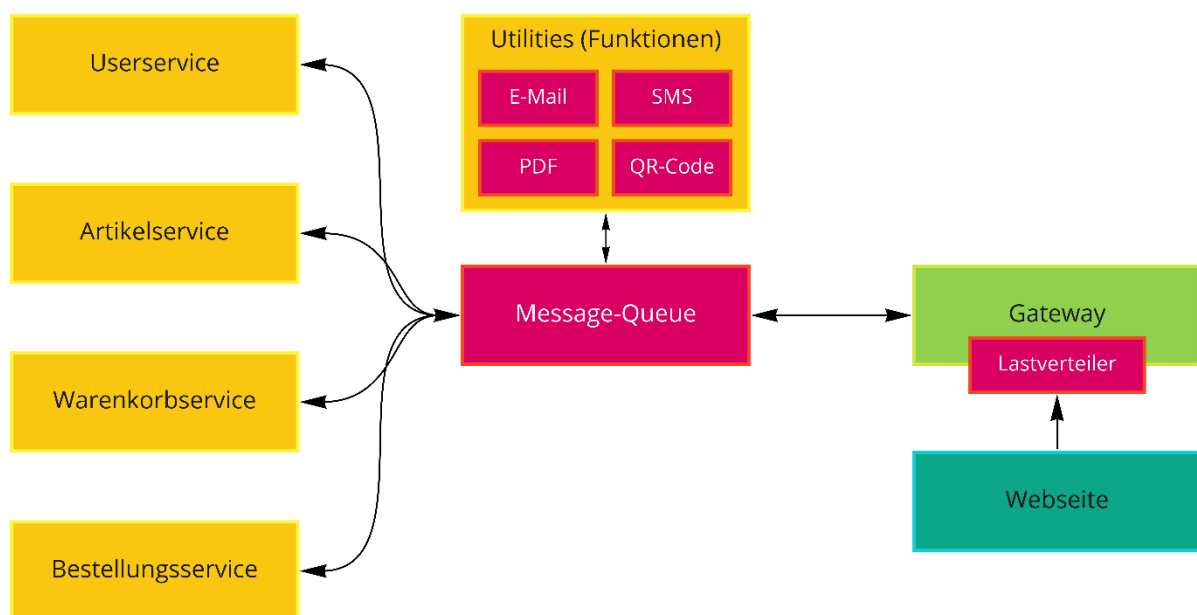 Userservice
Artikelservice
Warenkorbservice
Bestellungsservice
Utilities (Funktionen)
E-Mail
SMS
PDF
QR-Code
Message-Queue
Gateway
Lastverteiler
Webseite